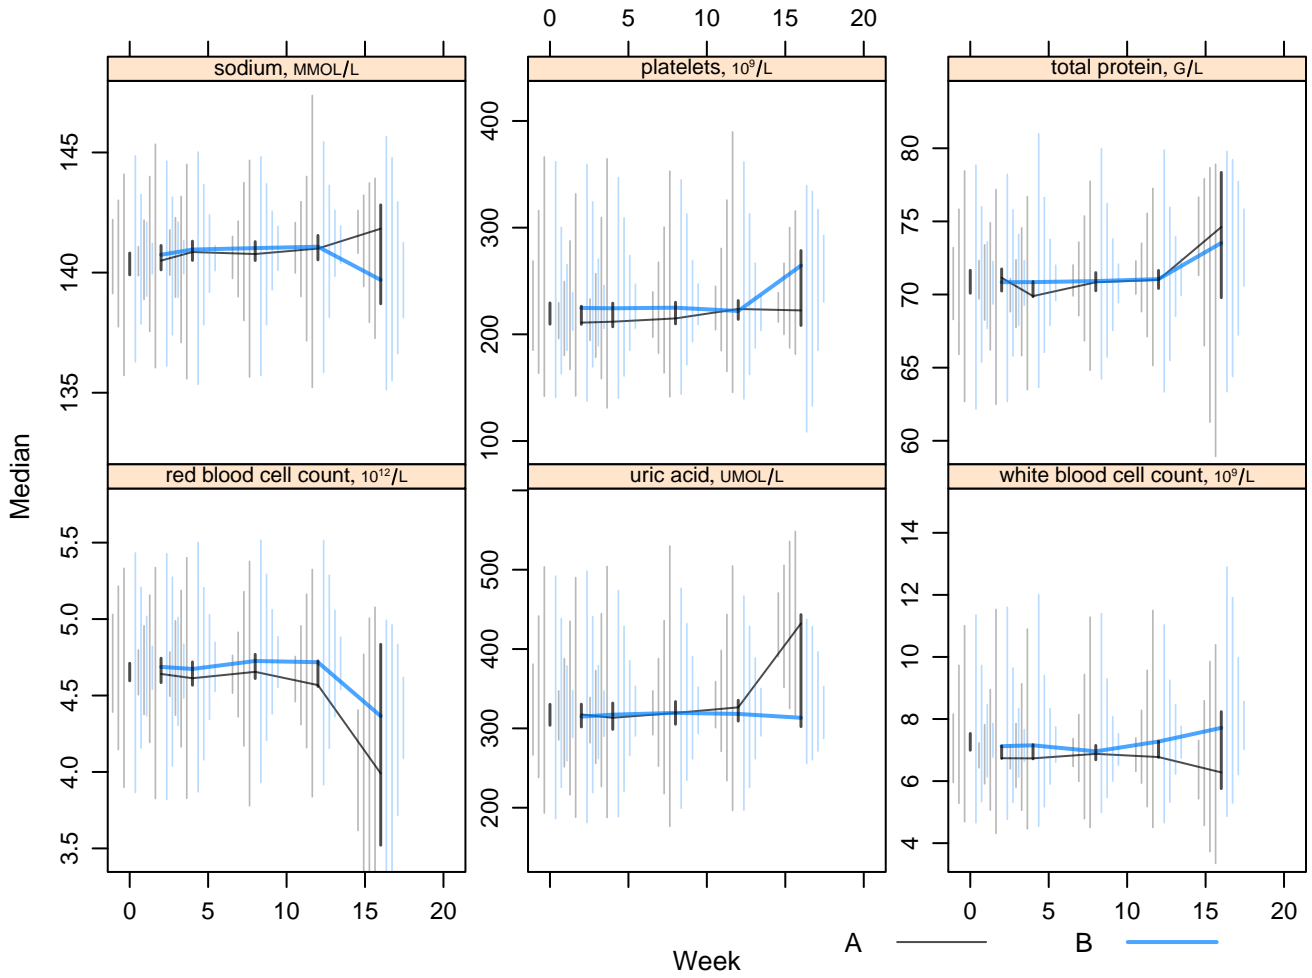 0 5 10 15 20
sodium, MMOL/L
platelets, 10⁹/L
total protein, G/L
145
140
135
400
300
200
100
80
75
70
65
60
Median
red blood cell count, 10¹²/L
uric acid, UMOL/L
white blood cell count, 10⁹/L
5.5
5.0
4.5
4.0
3.5
500
400
300
200
14
12
10
8
6
4
0 5 10 15 20
0 5 10 15 20
Week
A
B